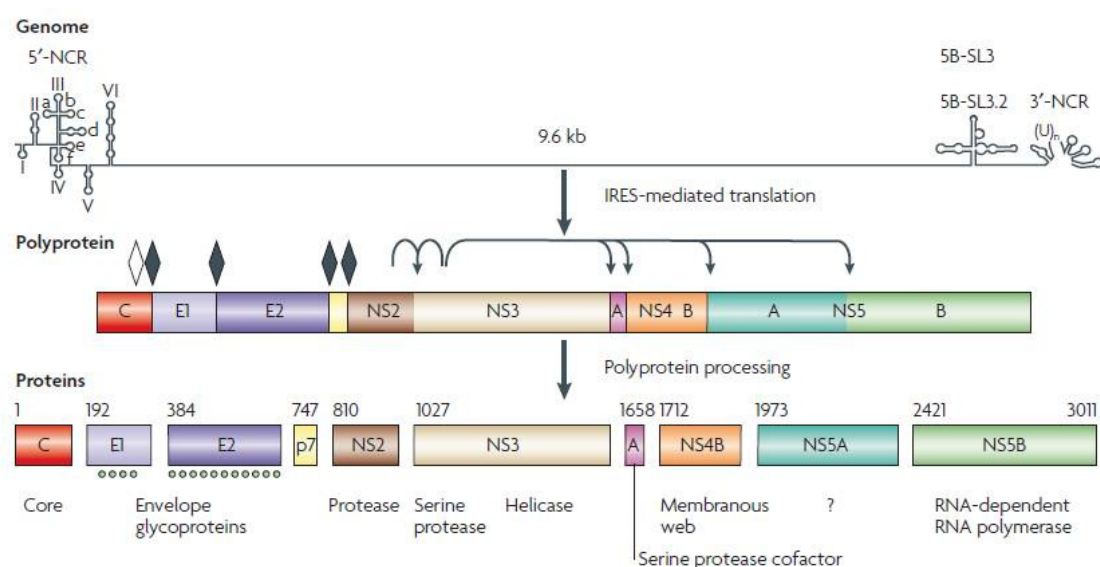 Genome
5′-NCR
5B-SL3
III
VI
II a b
c
5B-SL3.2
3′-NCR
d
(U)n
V
e
9.6 kb
I
f
IV
V
IRES-mediated translation
Polyprotein
C E1 E2 NS2 NS3 A NS4 B A NS5 B
Polyprotein processing
Proteins
1 192 384 747 810 1027 1658 1712 1973 2421 3011
C E1 E2 p7 NS2 NS3 A NS4B NS5A NS5B
Core Envelope Protease Serine Helicase Membranous ? RNA-dependent
glycoproteins protease web RNA polymerase
Serine protease cofactor